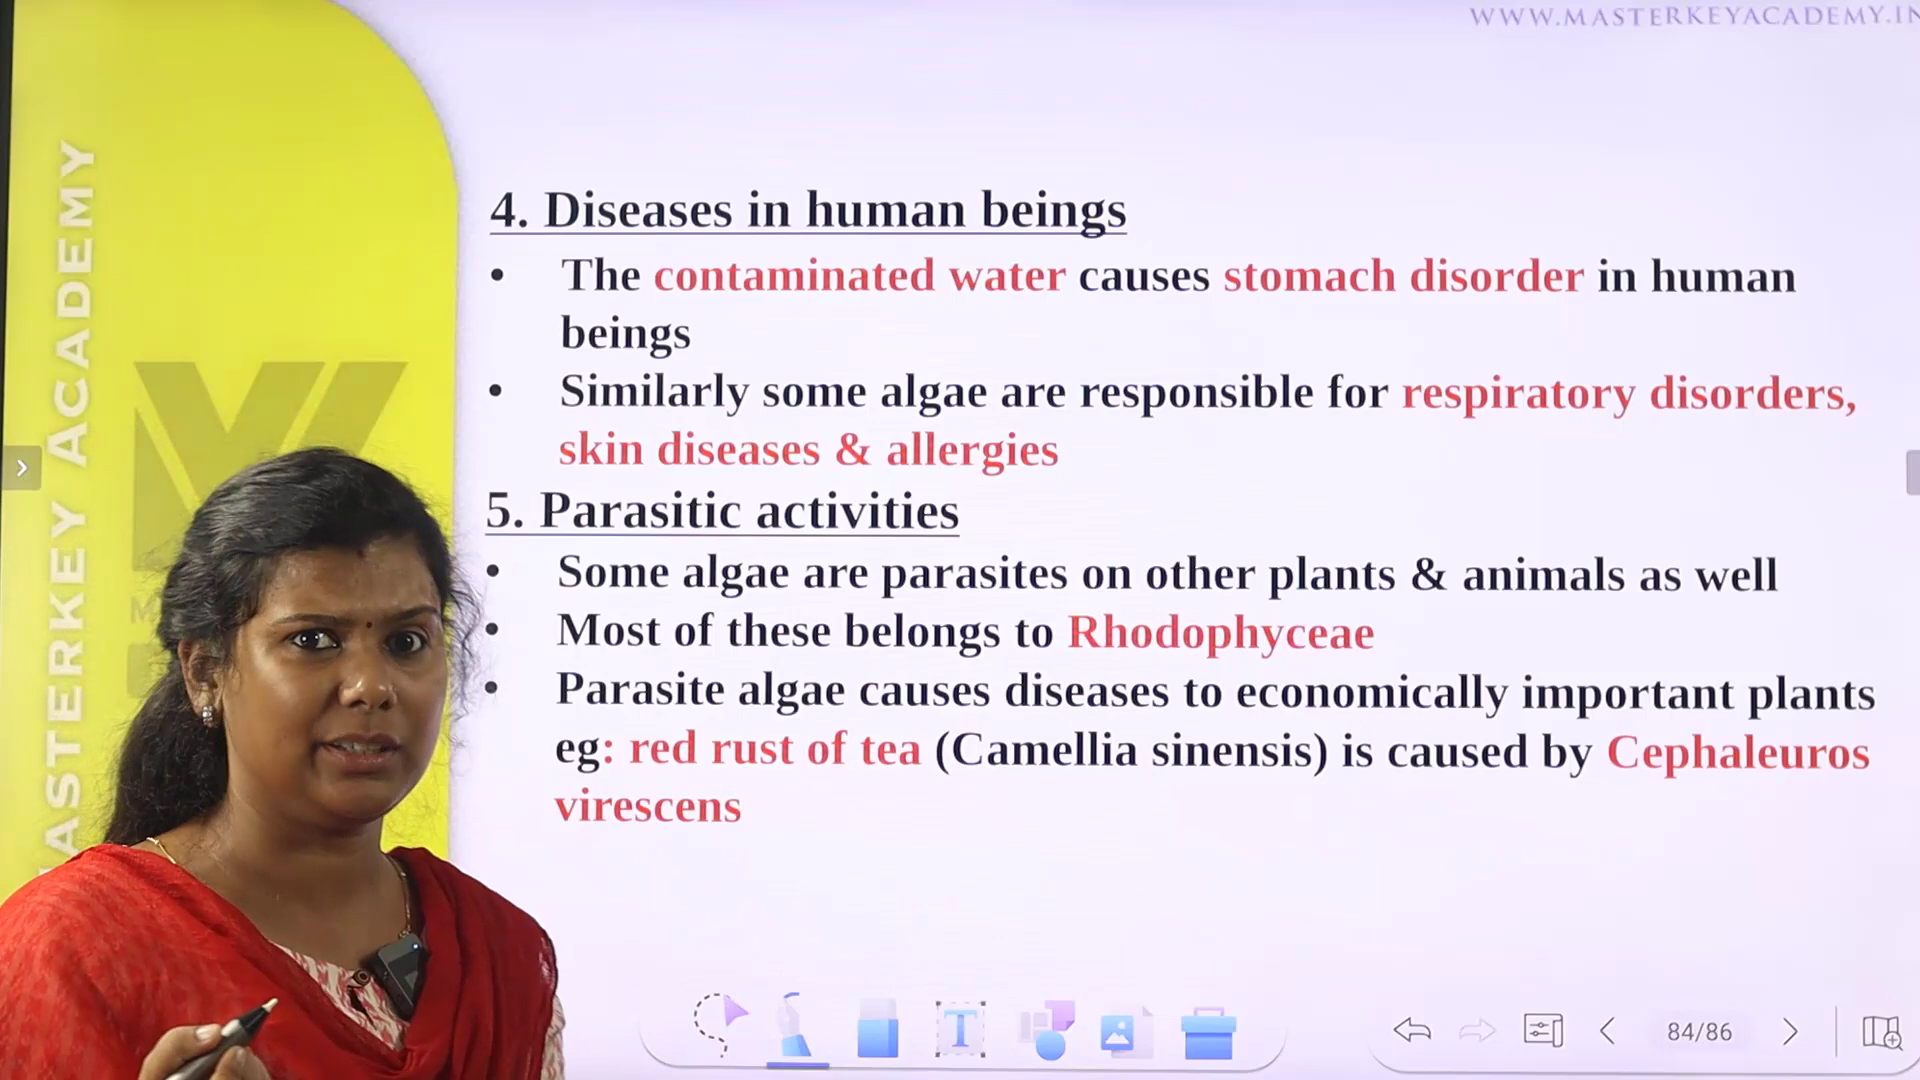 WWW.MASTERKEYACADEMY.IN
MASTERKEY ACADEMY
4. Diseases in human beings
• The contaminated water causes stomach disorder in human
beings
• Similarly some algae are responsible for respiratory disorders,
skin diseases & allergies
5. Parasitic activities
• Some algae are parasites on other plants & animals as well
• Most of these belongs to Rhodophyceae
• Parasite algae causes diseases to economically important plants
eg: red rust of tea (Camellia sinensis) is caused by Cephaleuros
virescens
T
84/86